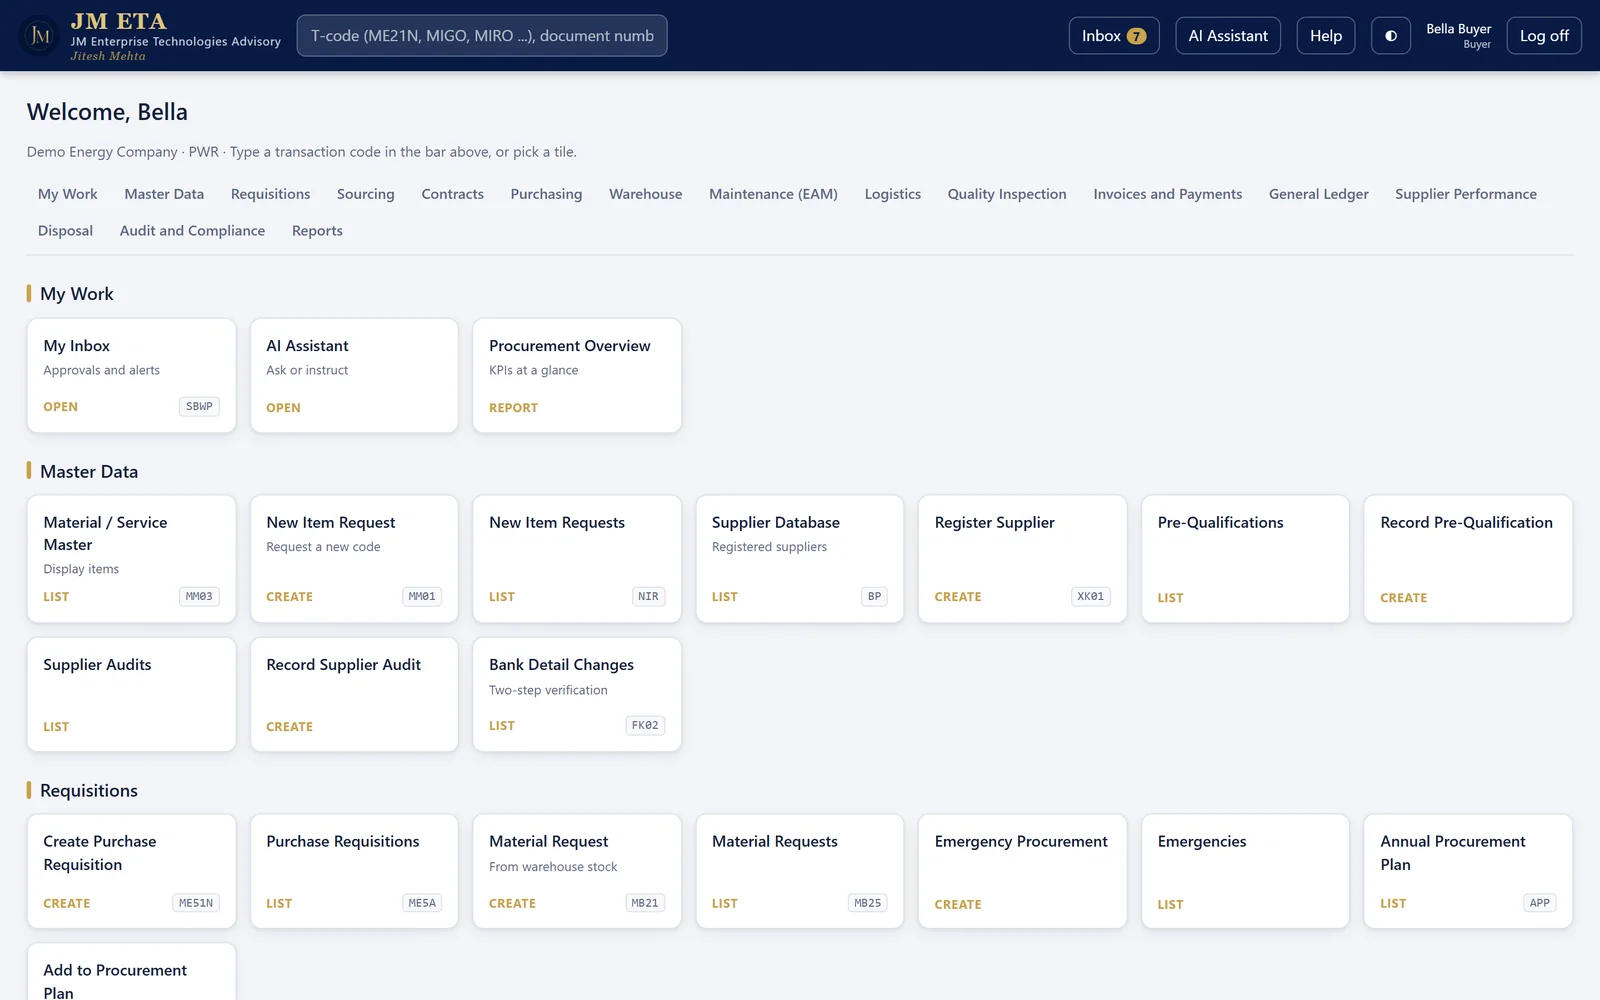 JM
JM ETA
JM Enterprise Technologies Advisory
Jitesh Mehta
T-code (ME21N, MIGO, MIRO ...), document numb
Inbox 7
AI Assistant
Help
Bella Buyer
Buyer
Log off
Welcome, Bella
Demo Energy Company · PWR · Type a transaction code in the bar above, or pick a tile.
My Work Master Data Requisitions Sourcing Contracts Purchasing Warehouse Maintenance (EAM) Logistics Quality Inspection Invoices and Payments General Ledger Supplier Performance
Disposal Audit and Compliance Reports
My Work
My Inbox
Approvals and alerts
OPEN SBWP
AI Assistant
Ask or instruct
OPEN
Procurement Overview
KPIs at a glance
REPORT
Master Data
Material / Service
Master
Display items
LIST MM03
New Item Request
Request a new code
CREATE MM01
New Item Requests
LIST NIR
Supplier Database
Registered suppliers
LIST BP
Register Supplier
CREATE XK01
Pre-Qualifications
LIST
Record Pre-Qualification
CREATE
Supplier Audits
LIST
Record Supplier Audit
CREATE
Bank Detail Changes
Two-step verification
LIST FK02
Requisitions
Create Purchase
Requisition
CREATE ME51N
Purchase Requisitions
LIST ME5A
Material Request
From warehouse stock
CREATE MB21
Material Requests
LIST MB25
Emergency Procurement
CREATE
Emergencies
LIST
Annual Procurement
Plan
LIST APP
Add to Procurement
Plan